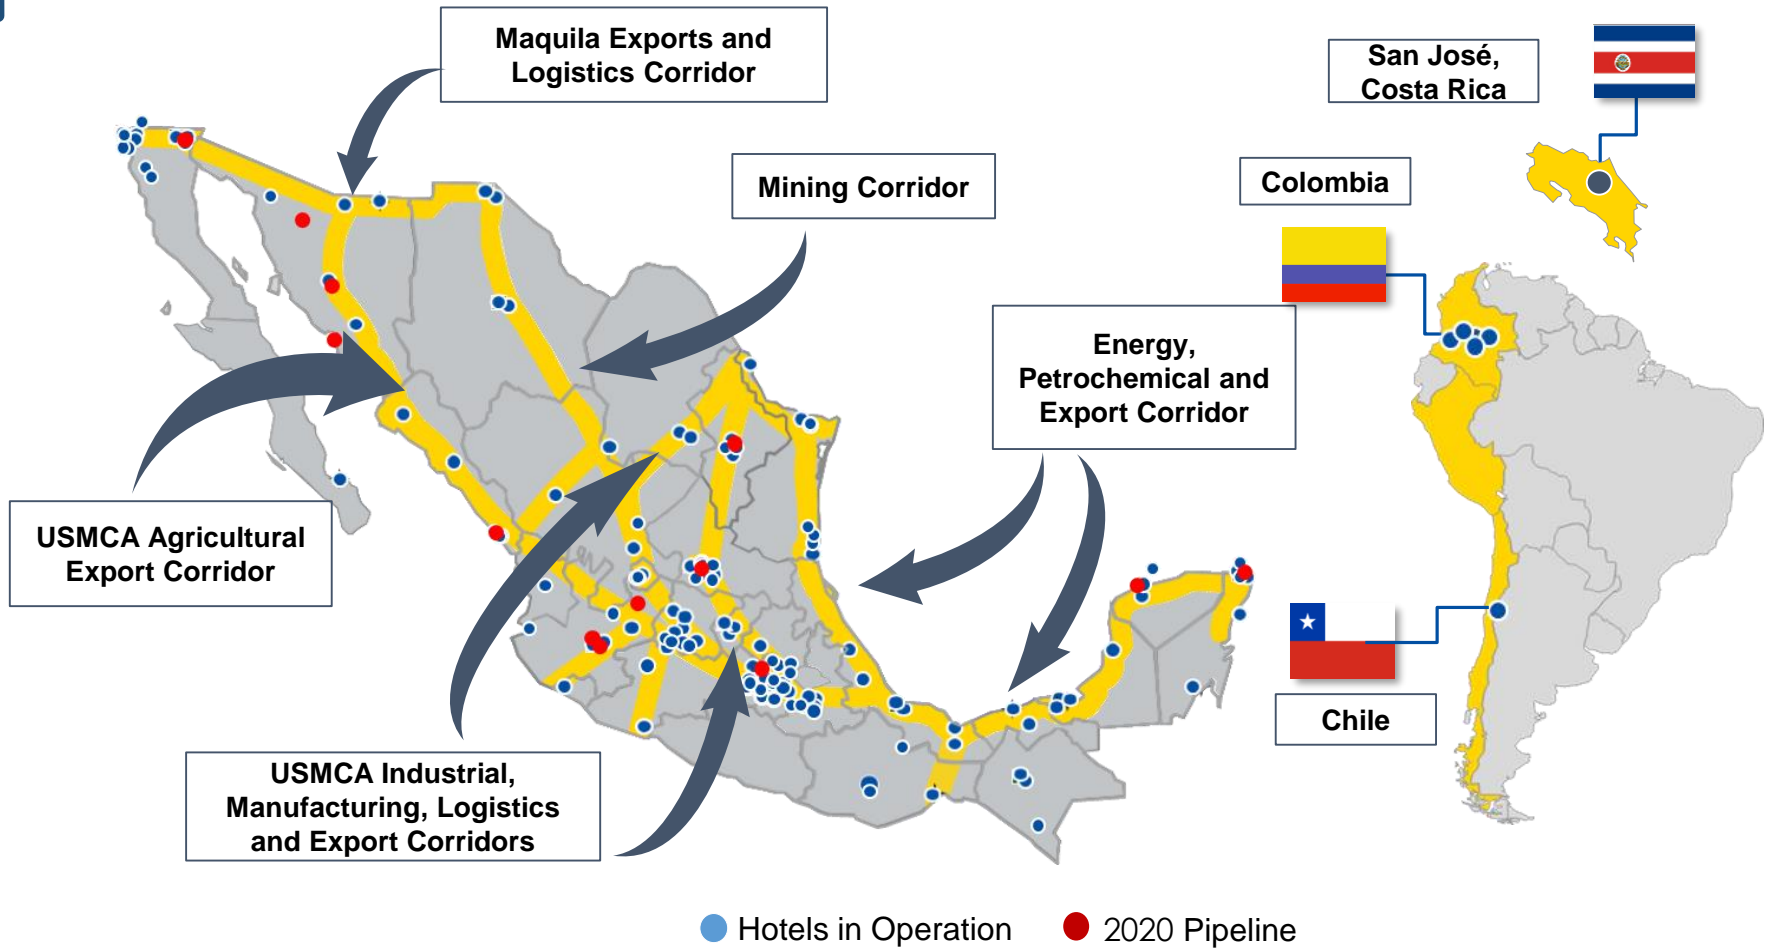 Maquila Exports and
Logistics Corridor
San José,
Costa Rica
Mining Corridor
Colombia
Energy,
Petrochemical and
Export Corridor
USMCA Agricultural
Export Corridor
Chile
USMCA Industrial,
Manufacturing, Logistics
and Export Corridors
Hotels in Operation
2020 Pipeline